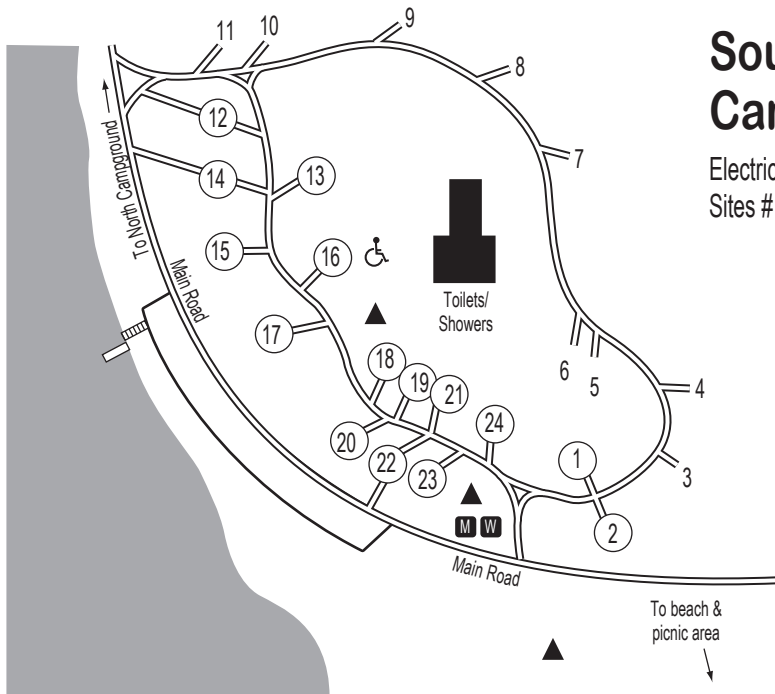 9
10
11
8
Sou
Car
7
12
Electric
Sites #
13
14
To North Campground
15
16
Main Road
Toilets/
Showers
17
18
19
21
6
5
4
20
22
24
23
1
3
M W
2
Main Road
To beach &
picnic area